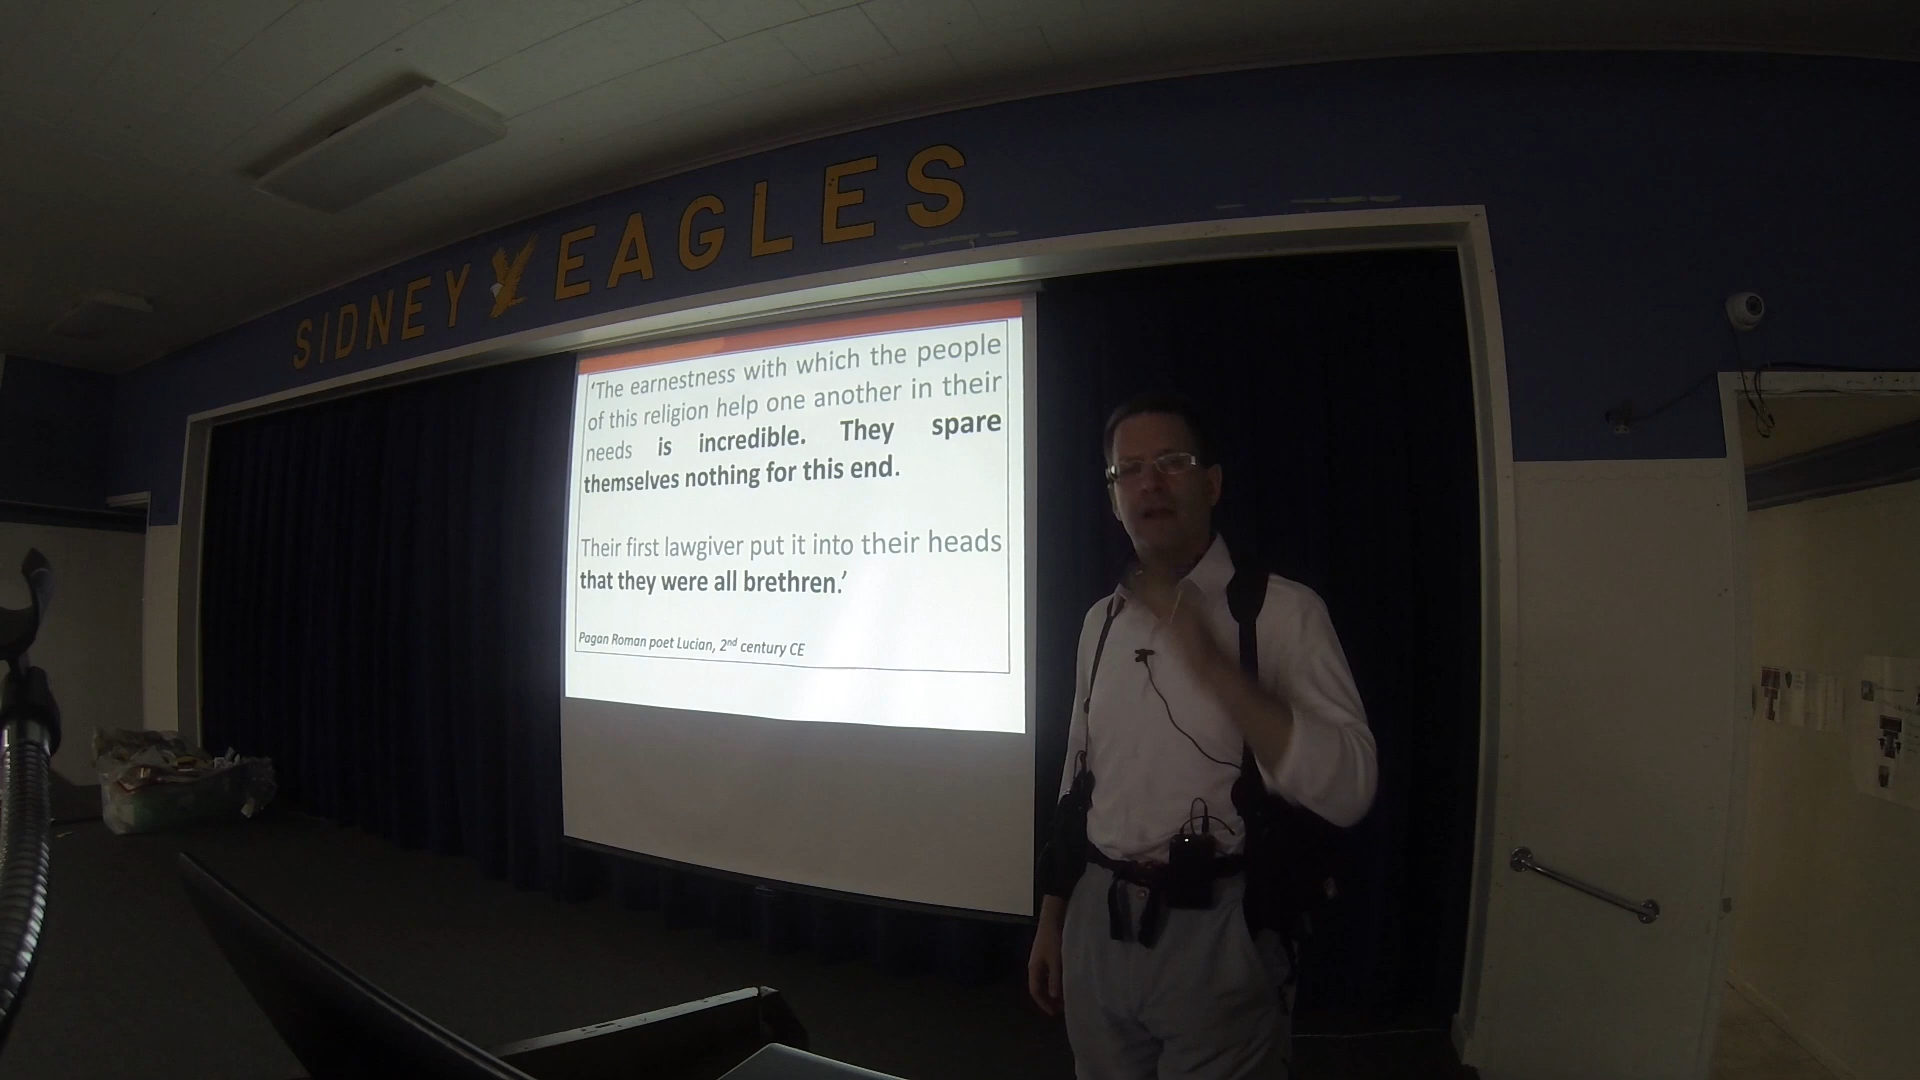 SIDNEY EAGLES
‘The earnestness with which the people
of this religion help one another in their
needs is incredible. They spare
themselves nothing for this end.
Their first lawgiver put it into their heads
that they were all brethren.’
Pagan Roman poet Lucian, 2nd century CE